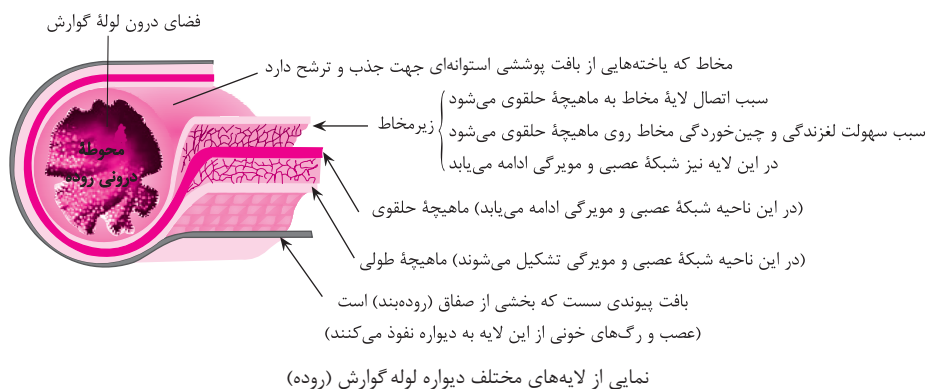 فضای درون لولهٔ گوارش
مخاط که یاخته‌هایی از بافت پوششی استوانه‌ای جهت جذب و ترشح دارد
زیرمخاط
سبب اتصال لایهٔ مخاط به ماهیچهٔ حلقوی می‌شود
سبب سهولت لغزندگی و چین‌خوردگی مخاط روی ماهیچهٔ حلقوی می‌شود
در این لایه نیز شبکهٔ عصبی و مویرگی ادامه می‌یابد
محوطهٔ
درونی روده
(در این ناحیه شبکهٔ عصبی و مویرگی ادامه می‌یابد) ماهیچهٔ حلقوی
(در این ناحیه شبکهٔ عصبی و مویرگی تشکیل می‌شوند) ماهیچهٔ طولی
بافت پیوندی سست که بخشی از صفاق (روده‌بند) است
(عصب و رگ‌های خونی از این لایه به دیواره نفوذ می‌کنند)
نمایی از لایه‌های مختلف دیواره لوله گوارش (روده)